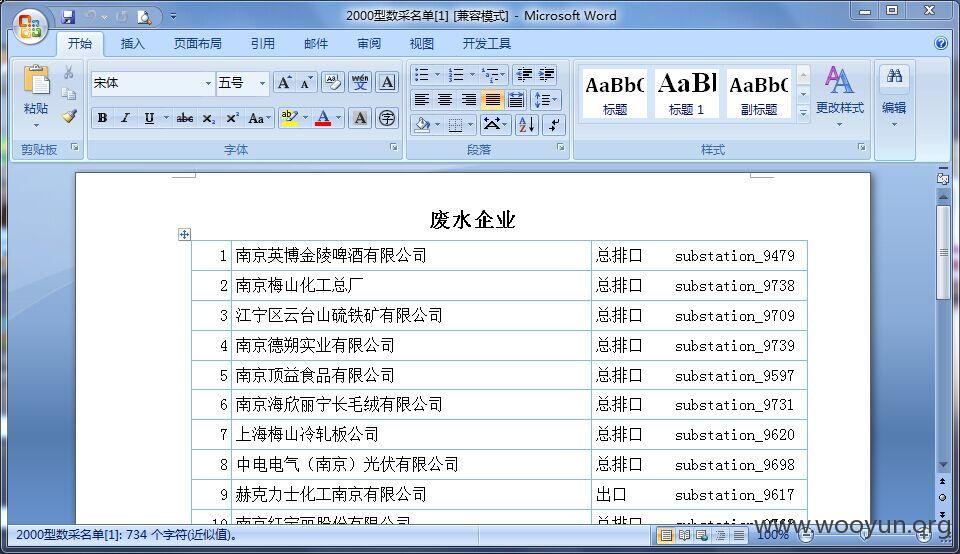 2000型数采名单[1] [兼容模式] - Microsoft Word
开始 插入 页面布局 引用 邮件 审阅 视图 开发工具
宋体 五号
粘贴
B I U abc X₂ X² Aa
AaBbC AaBl AaBbC
标题 标题 1 副标题
更改样式 编辑
剪贴板 字体 段落 样式
废水企业
1 南京英博金陵啤酒有限公司 总排口 substation_9479
2 南京梅山化工总厂 总排口 substation_9738
3 江宁区云台山硫铁矿有限公司 总排口 substation_9709
4 南京德朔实业有限公司 总排口 substation_9739
5 南京顶益食品有限公司 总排口 substation_9597
6 南京海欣丽宁长毛绒有限公司 总排口 substation_9731
7 上海梅山冷轧板公司 总排口 substation_9620
8 中电电气（南京）光伏有限公司 总排口 substation_9698
9 赫克力士化工南京有限公司 出口 substation_9617
2000型数采名单[1]: 734 个字符(近似值)。 100%
www.wooyun.org